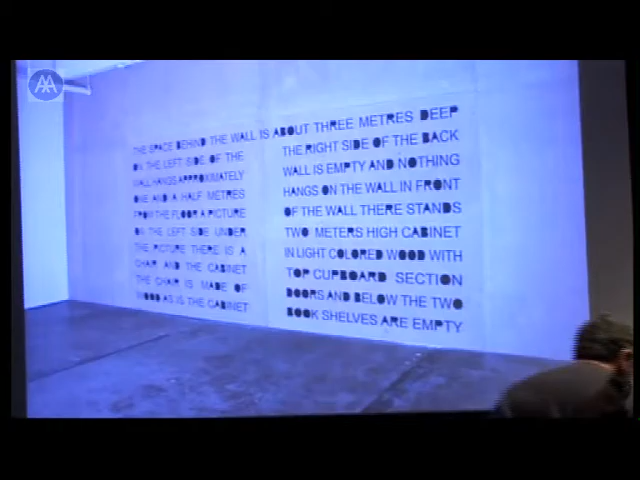 AA
THE SPACE BEHIND THE WALL IS ABOUT THREE METRES DEEP
ON THE LEFT SIDE OF THE
WALL HANGS APPROXIMATELY
ONE AND A HALF METRES
FROM THE FLOOR A PICTURE
ON THE LEFT SIDE UNDER
THE PICTURE THERE IS A
CHAIR AND THE CABINET
THE CHAIR IS MADE OF
WOOD AS IS THE CABINET
THE RIGHT SIDE OF THE BACK
WALL IS EMPTY AND NOTHING
HANGS ON THE WALL IN FRONT
OF THE WALL THERE STANDS
TWO METERS HIGH CABINET
IN LIGHT COLORED WOOD WITH
TOP CUPBOARD SECTION
DOORS AND BELOW THE TWO
BOOK SHELVES ARE EMPTY